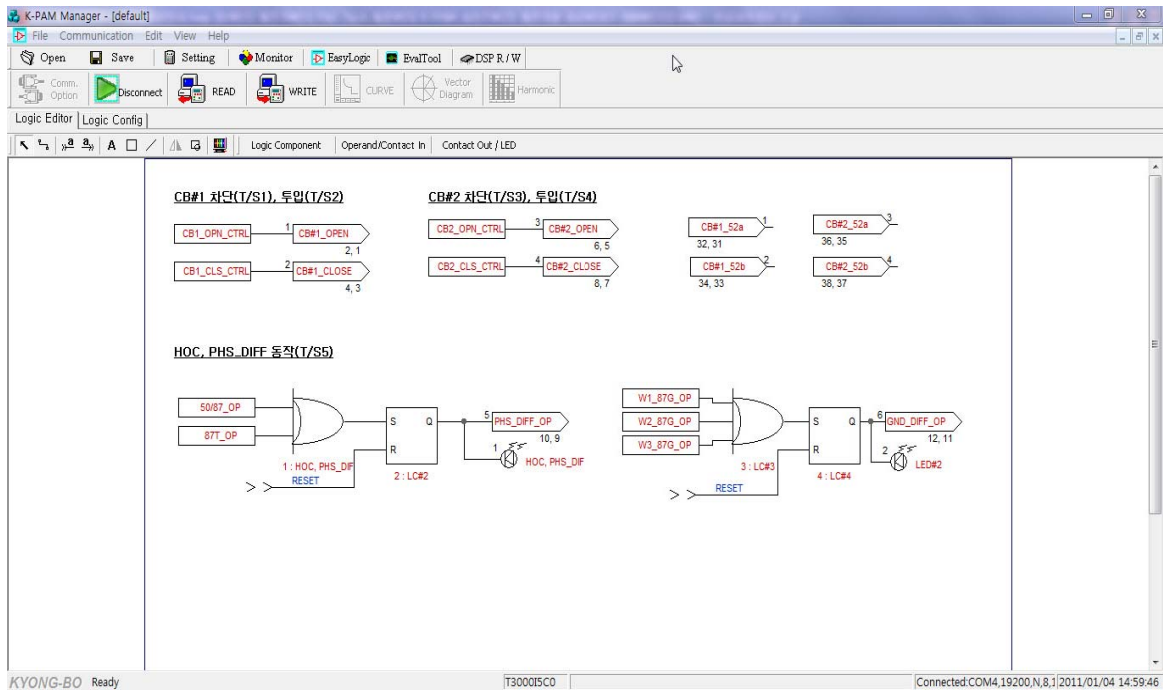 K-PAM Manager - [default]
File Communication Edit View Help
Open Save Setting Monitor EasyLogic EvalTool DSP R / W
Comm. Option Disconnect READ WRITE CURVE Vector Diagram Harmonic
Logic Editor Logic Config
a a A Logic Component Operand/Contact In Contact Out / LED
CB#1 차단(T/S1), 투입(T/S2)
CB1_OPN_CTRL 1 CB#1_OPEN
2, 1
CB1_CLS_CTRL 2 CB#1_CLOSE
4, 3
CB#2 차단(T/S3), 투입(T/S4)
CB2_OPN_CTRL 3 CB#2_OPEN
6, 5
CB2_CLS_CTRL 4 CB#2_CLOSE
8, 7
CB#1_52a 1
32, 31
CB#1_52b 2
34, 33
CB#2_52a 3
36, 35
CB#2_52b 4
38, 37
HOC, PHS_DIFF 동작(T/S5)
50/87_OP
87T_OP
1 : HOC, PHS_DIF
RESET
S Q
R
2 : LC#2
5 PHS_DIFF_OP
10, 9
1 HOC, PHS_DIF
W1_87G_OP
W2_87G_OP
W3_87G_OP
3 : LC#3
RESET
S Q
R
4 : LC#4
6 GND_DIFF_OP
12, 11
2 LED#2
KYONG-BO Ready T3000I5C0 Connected:COM4,19200,N,8,1 2011/01/04 14:59:46